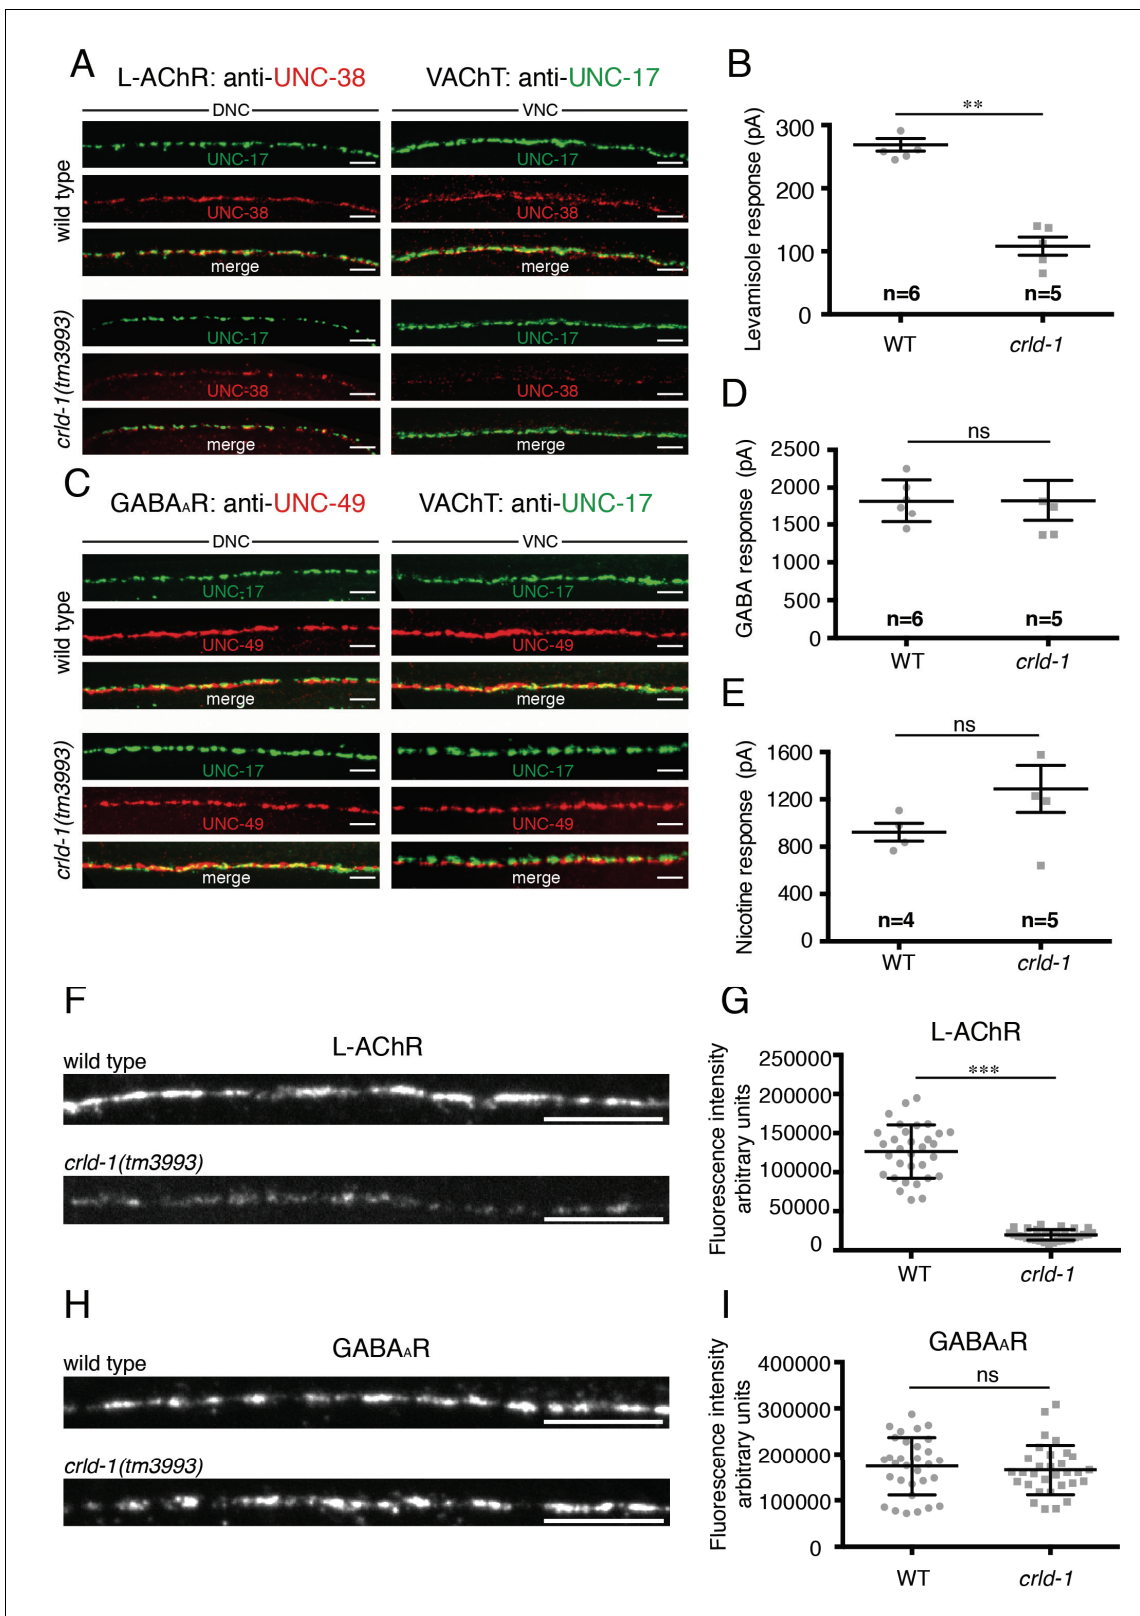 A
L-AChR: anti-UNC-38
VAChT: anti-UNC-17
DNC
VNC
wild type
UNC-17
UNC-17
UNC-38
UNC-38
merge
merge
crld-1(tm3993)
UNC-17
UNC-17
UNC-38
UNC-38
merge
merge
B
Levamisole response (pA)
300
200
100
0
**
n=6
n=5
WT
crld-1
C
GABAAR: anti-UNC-49
VAChT: anti-UNC-17
DNC
VNC
wild type
UNC-17
UNC-17
UNC-49
UNC-49
merge
merge
crld-1(tm3993)
UNC-17
UNC-17
UNC-49
UNC-49
merge
merge
D
GABA response (pA)
2500
2000
1500
1000
500
0
ns
n=6
n=5
WT
crld-1
E
Nicotine response (pA)
1600
1200
800
400
0
ns
n=4
n=5
WT
crld-1
F
L-AChR
wild type
crld-1(tm3993)
G
L-AChR
Fluorescence intensity
arbitrary units
250000
200000
150000
100000
50000
0
***
WT
crld-1
H
GABAAR
wild type
crld-1(tm3993)
I
GABAAR
Fluorescence intensity
arbitrary units
400000
300000
200000
100000
0
ns
WT
crld-1